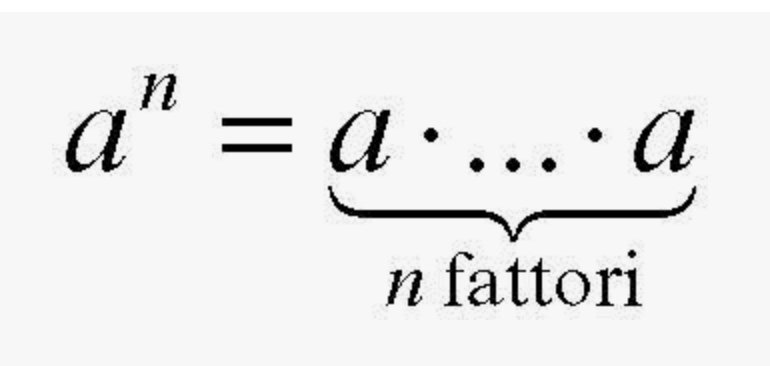 aⁿ = a · ... · a
n fattori